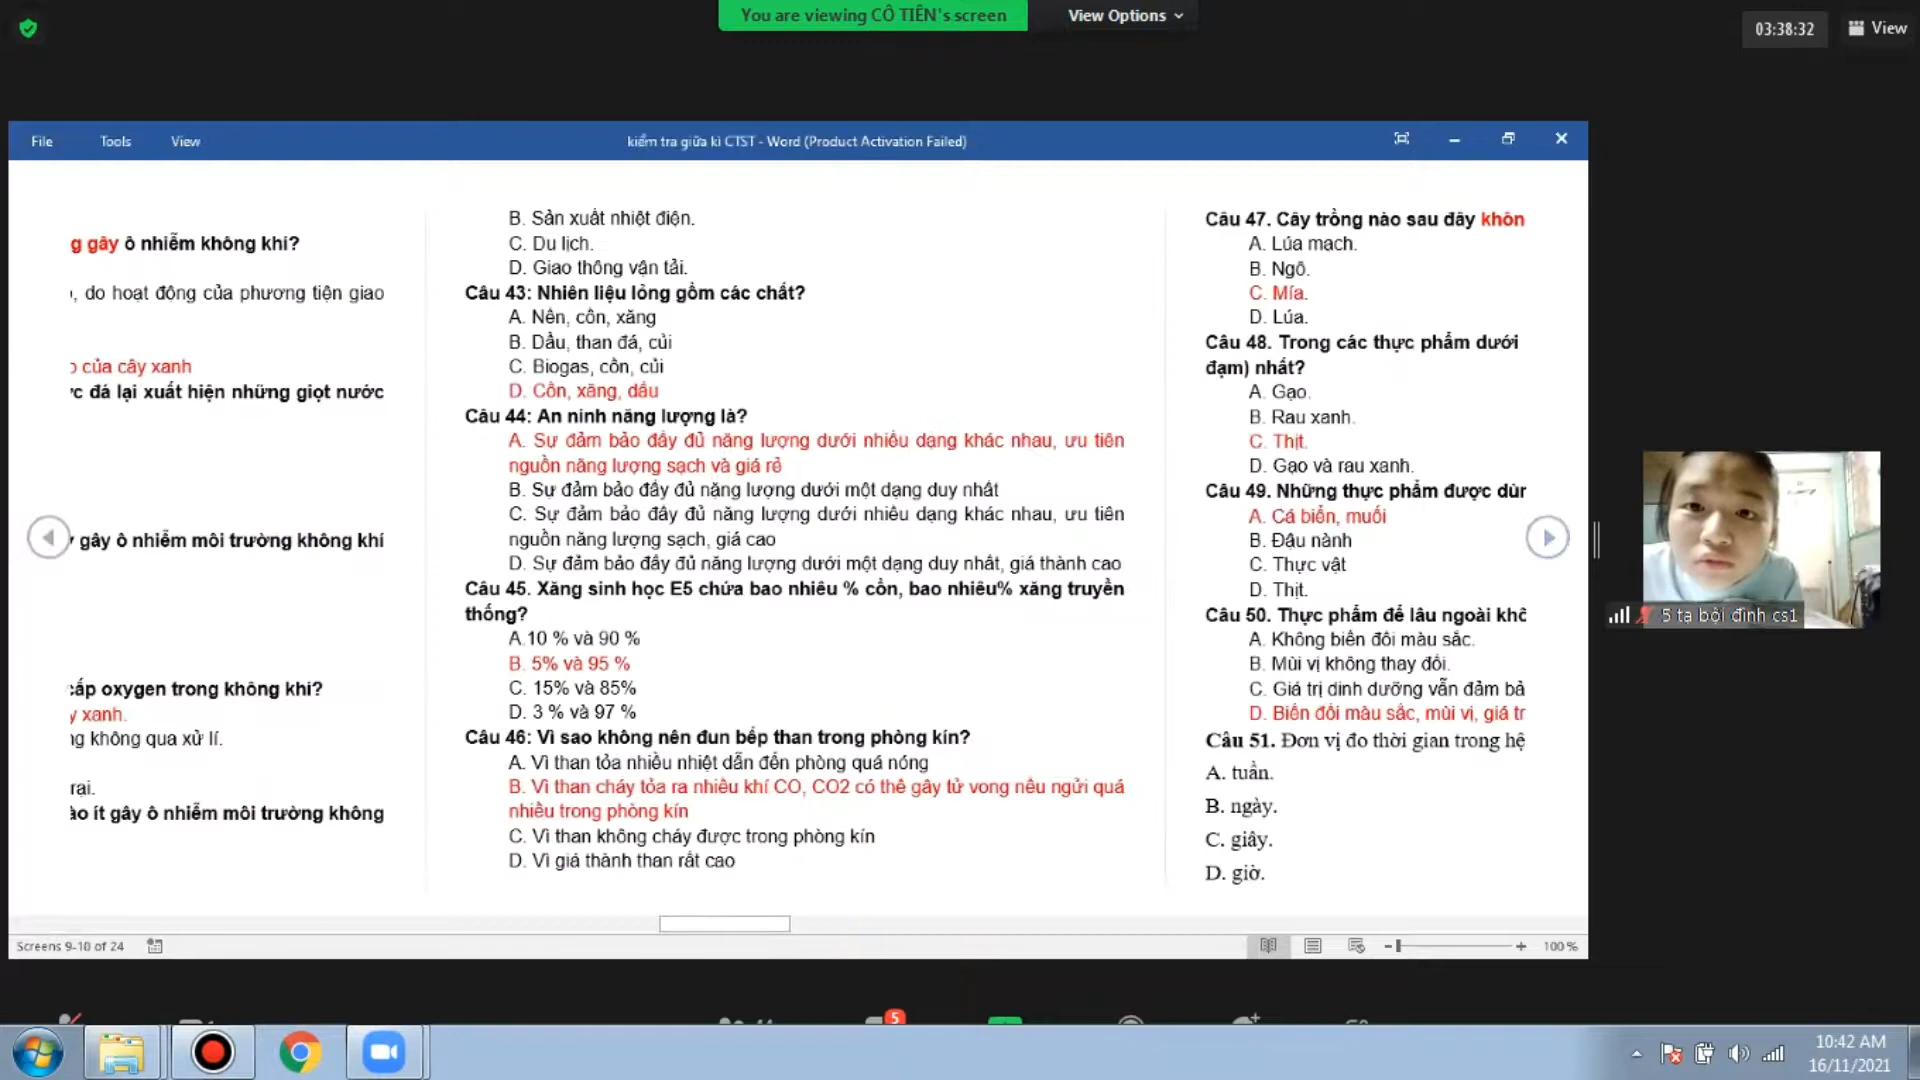 You are viewing CÔ TIÊN's screen
View Options
03:38:32
View
File
Tools
View
kiểm tra giữa kì CTST - Word (Product Activation Failed)
g gây ô nhiễm không khí?
, do hoạt động của phương tiện giao
của cây xanh
đá lại xuất hiện những giọt nước
gây ô nhiễm môi trường không khí
cấp oxygen trong không khí?
y xanh.
ng không qua xử lí.
rại.
ào ít gây ô nhiễm môi trường không
B. Sản xuất nhiệt điện.
C. Du lịch.
D. Giao thông vận tải.
Câu 43: Nhiên liệu lỏng gồm các chất?
A. Nến, cồn, xăng
B. Dầu, than đá, củi
C. Biogas, cồn, củi
D. Cồn, xăng, dầu
Câu 44: An ninh năng lượng là?
A. Sự đảm bảo đầy đủ năng lượng dưới nhiều dạng khác nhau, ưu tiên
nguồn năng lượng sạch và giá rẻ
B. Sự đảm bảo đầy đủ năng lượng dưới một dạng duy nhất
C. Sự đảm bảo đầy đủ năng lượng dưới nhiều dạng khác nhau, ưu tiên
nguồn năng lượng sạch, giá cao
D. Sự đảm bảo đầy đủ năng lượng dưới một dạng duy nhất, giá thành cao
Câu 45. Xăng sinh học E5 chứa bao nhiêu % cồn, bao nhiêu% xăng truyền
thống?
A.10 % và 90 %
B. 5% và 95 %
C. 15% và 85%
D. 3 % và 97 %
Câu 46: Vì sao không nên đun bếp than trong phòng kín?
A. Vì than tỏa nhiều nhiệt dẫn đến phòng quá nóng
B. Vì than cháy tỏa ra nhiều khí CO, CO2 có thể gây tử vong nếu ngửi quá
nhiều trong phòng kín
C. Vì than không cháy được trong phòng kín
D. Vì giá thành than rất cao
Câu 47. Cây trồng nào sau đây khôn
A. Lúa mạch.
B. Ngô.
C. Mía.
D. Lúa.
Câu 48. Trong các thực phẩm dưới
đạm) nhất?
A. Gạo.
B. Rau xanh.
C. Thịt.
D. Gạo và rau xanh.
Câu 49. Những thực phẩm được dùn
A. Cá biển, muối
B. Đậu nành
C. Thực vật
D. Thịt.
Câu 50. Thực phẩm để lâu ngoài khô
A. Không biến đổi màu sắc.
B. Mùi vị không thay đổi.
C. Giá trị dinh dưỡng vẫn đảm bả
D. Biến đổi màu sắc, mùi vị, giá tr
Câu 51. Đơn vị đo thời gian trong hệ
A. tuần.
B. ngày.
C. giây.
D. giờ.
5 tạ bội đình cs1
Screens 9-10 of 24
100 %
5
10:42 AM
16/11/2021